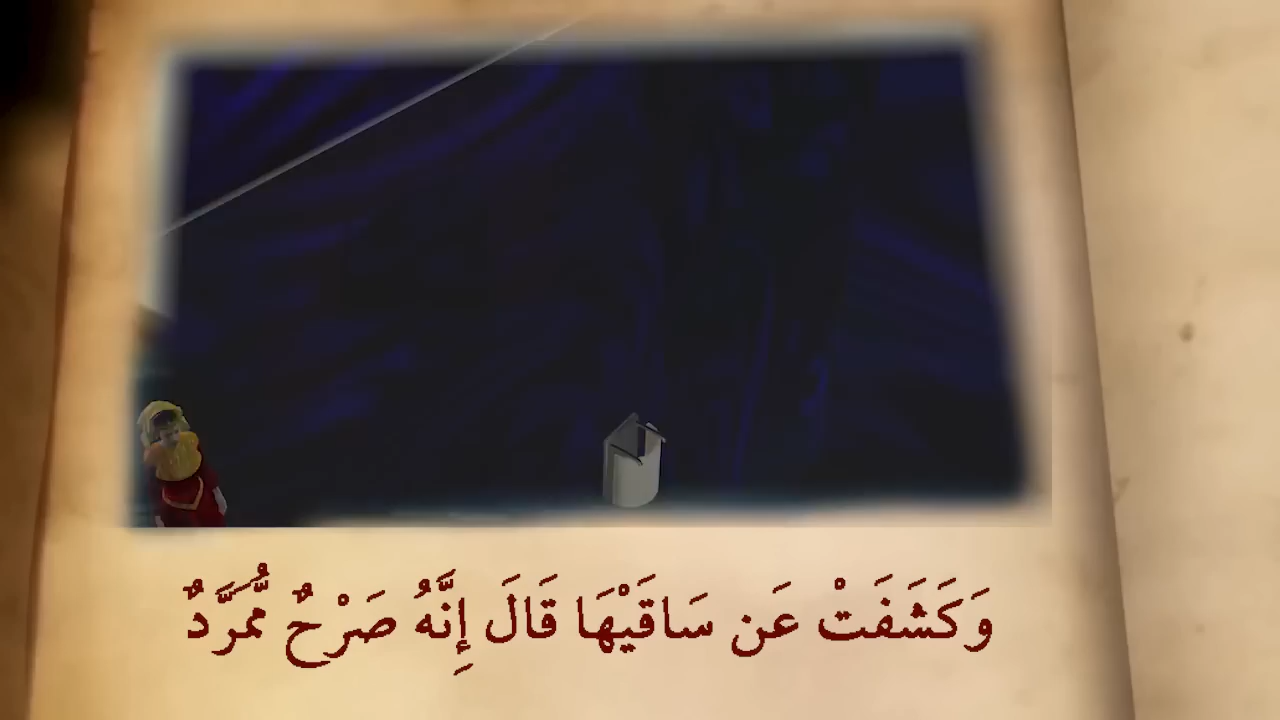 وَكَشَفَتْ عَن سَاقَيْهَا قَالَ إِنَّهُ صَرْحٌ مُّمَرَّدٌ